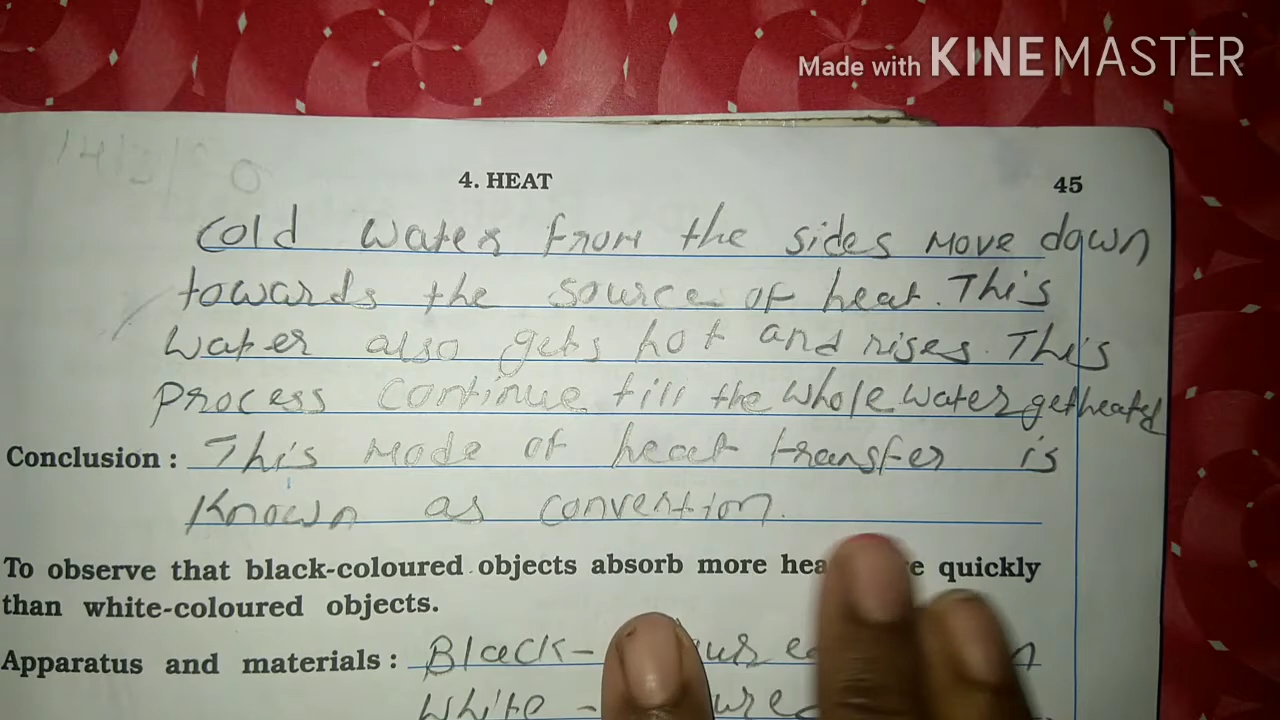 Made with KINEMASTER
4. HEAT
45
Cold water from the sides move down
towards the source of heat. This
water also gets hot and rises. This
process continue till the whole water get heated
Conclusion : This mode of heat transfer is
Known as convention.
To observe that black-coloured objects absorb more quickly
than white-coloured objects.
Apparatus and materials : Black-
White -